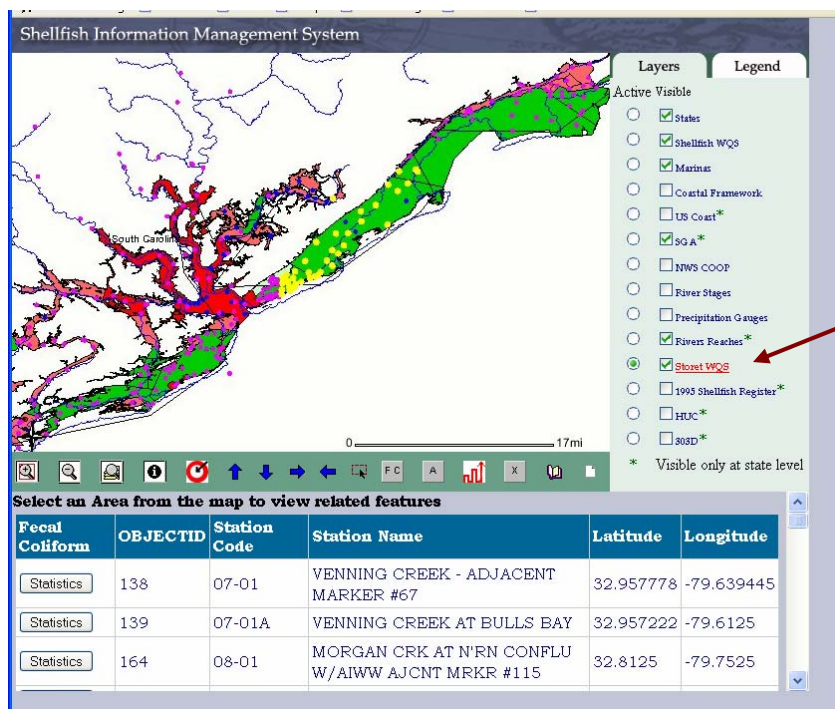 Shellfish Information Management System
Layers Legend
Active Visible
States
Shellfish WQS
Marinas
Coastal Framework
US Coast*
SGA*
NWS COOP
River Stages
Precipitation Gauges
Rivers Reaches*
Storet WQS
1995 Shellfish Register*
HUC*
303D*
* Visible only at state level
South Carolina
0 17mi
F C A X
Select an Area from the map to view related features
Fecal Coliform OBJECTID Station Code Station Name Latitude Longitude
Statistics 138 07-01 VENNING CREEK - ADJACENT MARKER #67 32.957778 -79.639445
Statistics 139 07-01A VENNING CREEK AT BULLS BAY 32.957222 -79.6125
Statistics 164 08-01 MORGAN CRK AT N'RN CONFLU W/AIWW AJCNT MRKR #115 32.8125 -79.7525